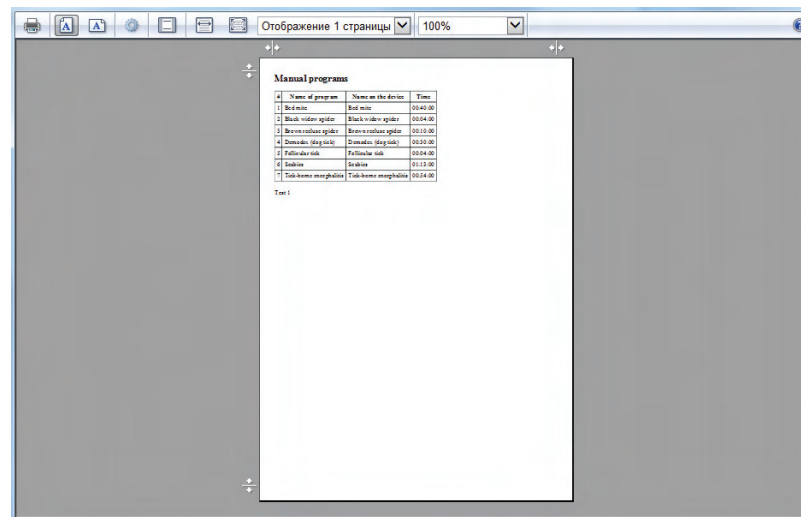 Отображение 1 страницы 100%
Manual programs
# Name of program Name on the device Time
1 Bed mite Bed mite 00:40:00
2 Black widow spider Black widow spider 00:04:00
3 Brown recluse spider Brown recluse spider 00:10:00
4 Demodex (dog tick) Demodex (dog tick) 00:30:00
5 Follicular tick Follicular tick 00:04:00
6 Scabies Scabies 01:13:00
7 Tick-borne encephalitis Tick-borne encephalitis 00:54:00
Test 1